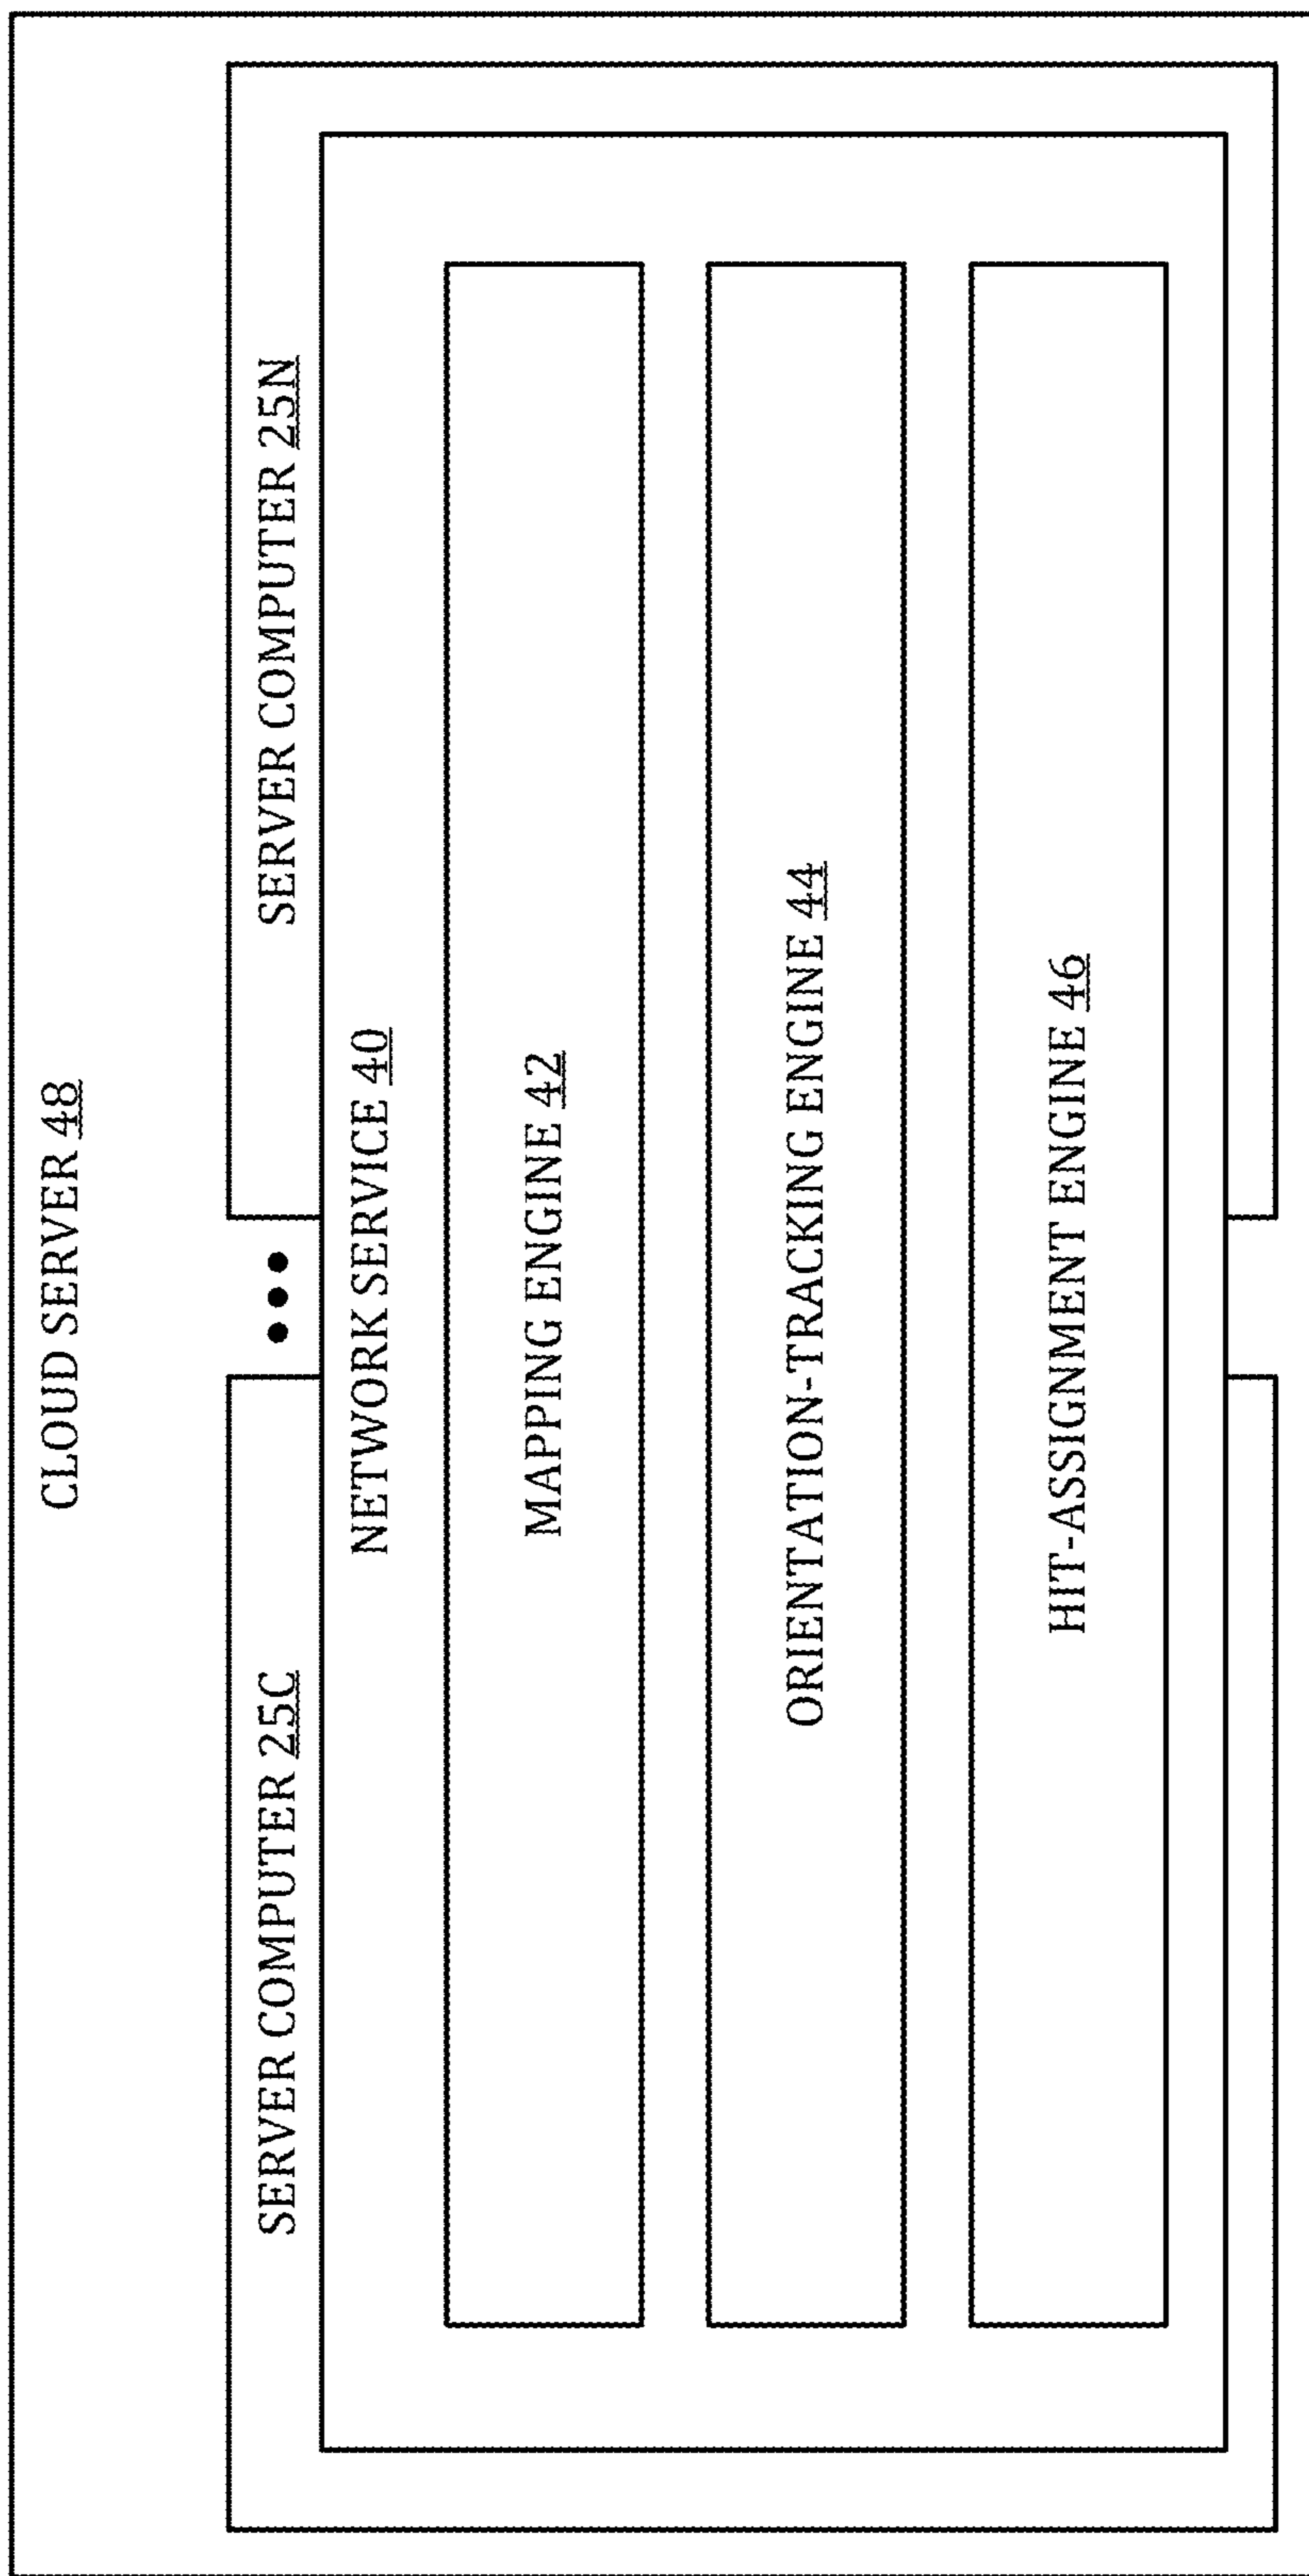 CLOUD SERVER 48
SERVER COMPUTER 25C
SERVER COMPUTER 25N
NETWORK SERVICE 40
MAPPING ENGINE 42
ORIENTATION-TRACKING ENGINE 44
HIT-ASSIGNMENT ENGINE 46